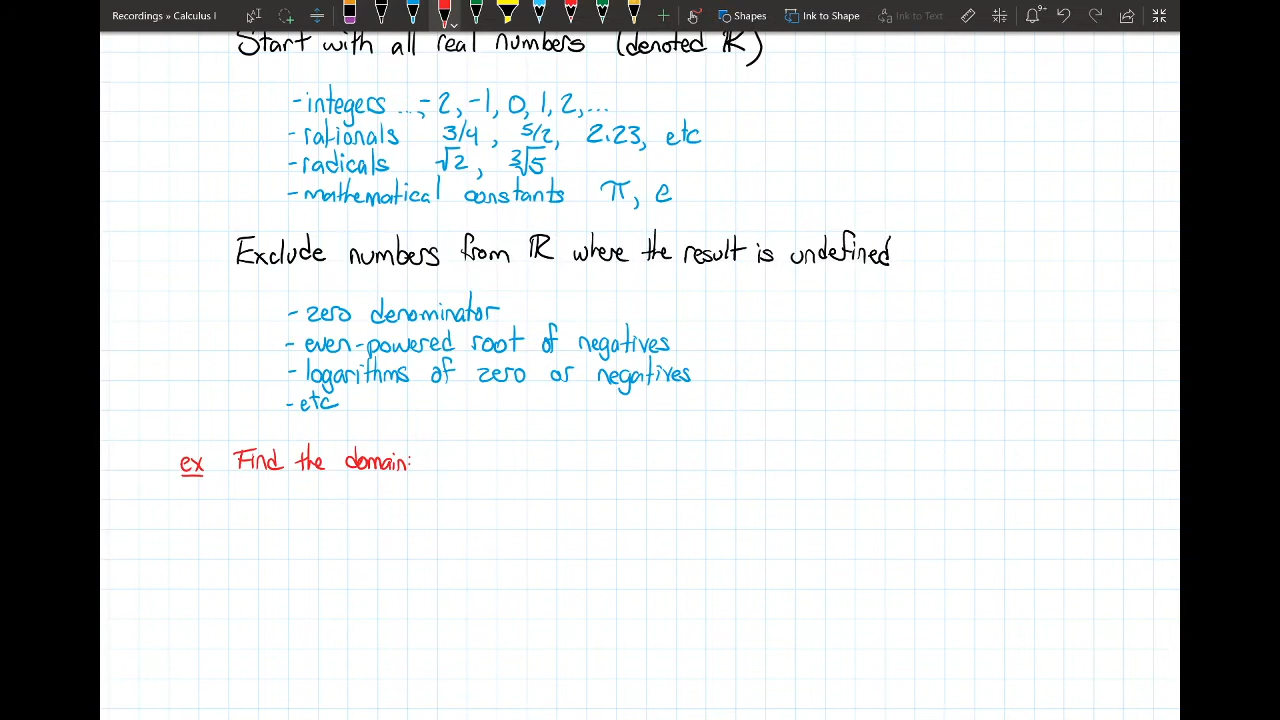 Recordings » Calculus I
Shapes
Ink to Shape
Ink to Text
9+
Start with all real numbers (denoted ℝ)
- integers ..., -2, -1, 0, 1, 2, ...
- rationals 3/4, 5/2, 2.23, etc
- radicals √2, ∛5
- mathematical constants π, e
Exclude numbers from ℝ where the result is undefined
- zero denominator
- even-powered root of negatives
- logarithms of zero or negatives
- etc
ex Find the domain: